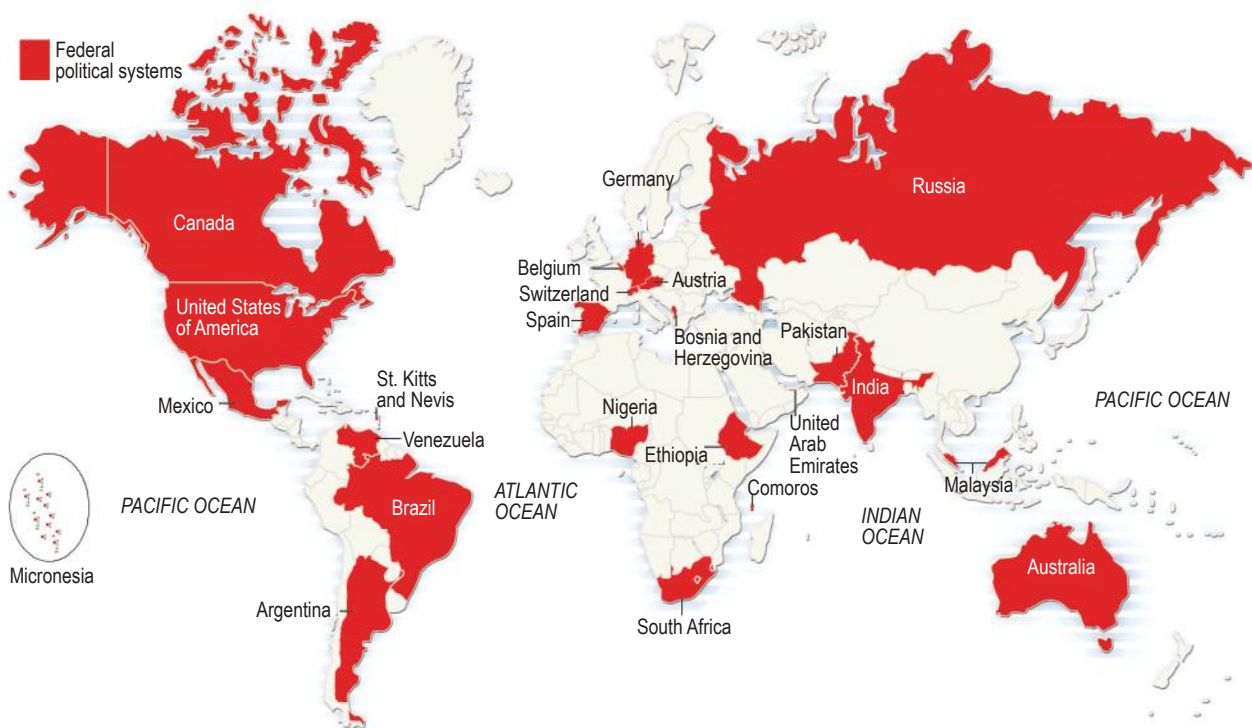 Federal
political systems
Germany
Russia
Canada
Belgium
Austria
Switzerland
United States
of America
Spain
Bosnia and
Herzegovina
Pakistan
St. Kitts
and Nevis
India
Mexico
Nigeria
PACIFIC OCEAN
Venezuela
United
Arab
Emirates
Ethiopia
Malaysia
Comoros
ATLANTIC
OCEAN
PACIFIC OCEAN
Brazil
INDIAN
OCEAN
Micronesia
Australia
Argentina
South Africa